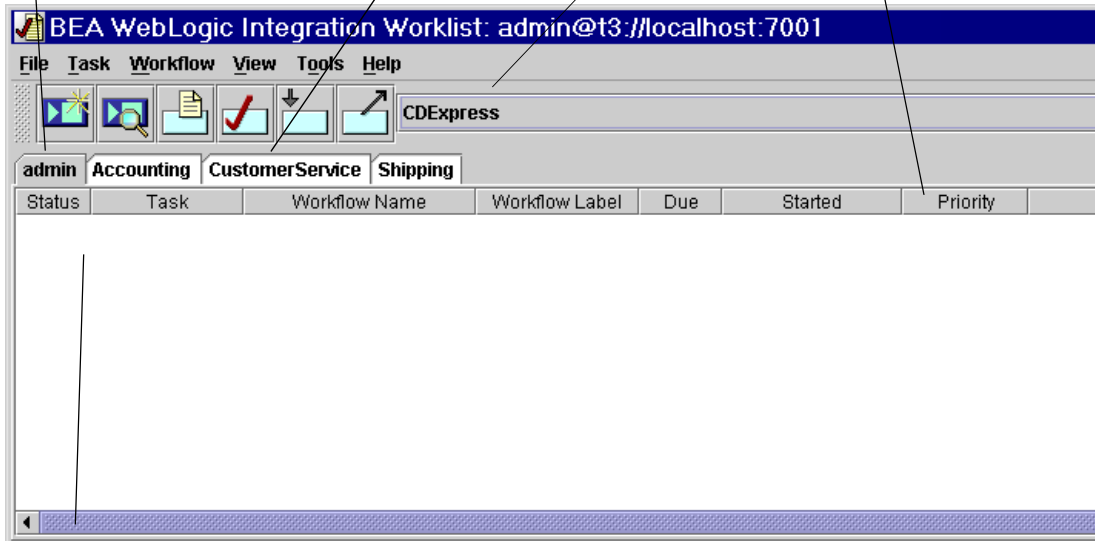 BEA WebLogic Integration Worklist: admin@t3://localhost:7001
File Task Workflow View Tools Help
CDExpress
admin Accounting CustomerService Shipping
Status Task Workflow Name Workflow Label Due Started Priority